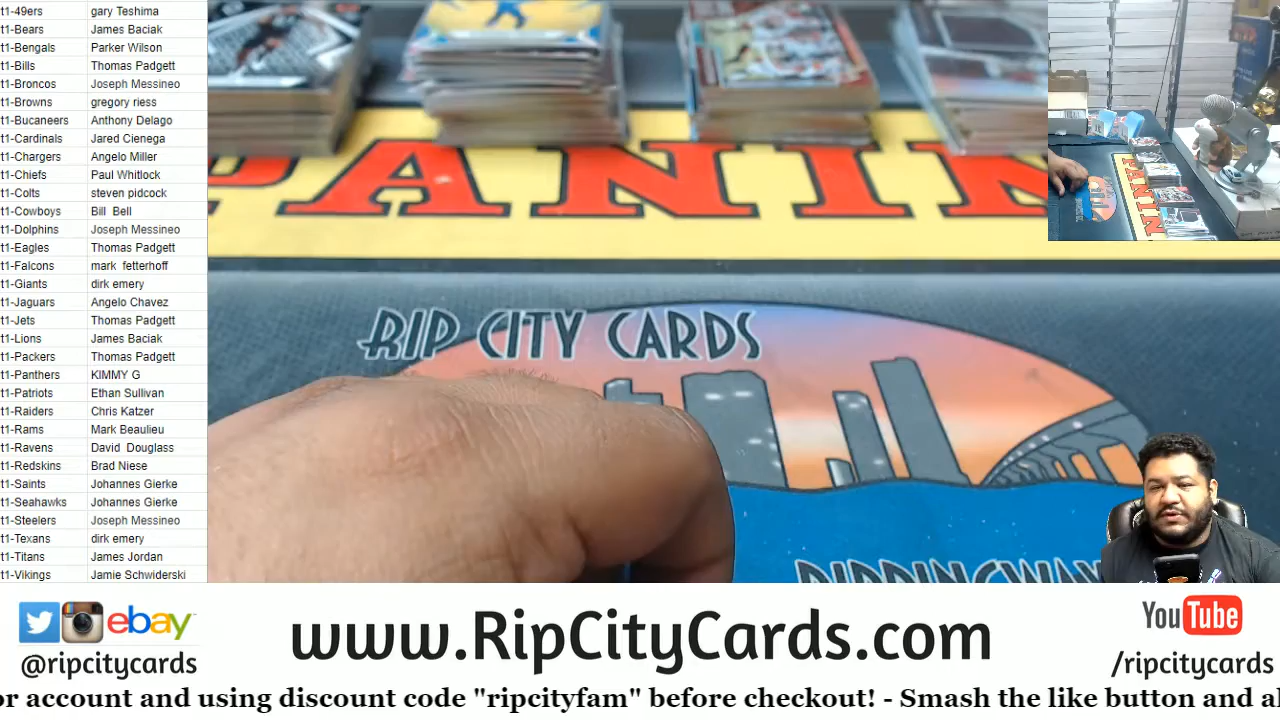 t1-49ers gary Teshima
t1-Bears James Baciak
t1-Bengals Parker Wilson
t1-Bills Thomas Padgett
t1-Broncos Joseph Messineo
t1-Browns gregory riess
t1-Bucaneers Anthony Delago
t1-Cardinals Jared Cienega
t1-Chargers Angelo Miller
t1-Chiefs Paul Whitlock
t1-Colts steven pidcock
t1-Cowboys Bill Bell
t1-Dolphins Joseph Messineo
t1-Eagles Thomas Padgett
t1-Falcons mark fetterhoff
t1-Giants dirk emery
t1-Jaguars Angelo Chavez
t1-Jets Thomas Padgett
t1-Lions James Baciak
t1-Packers Thomas Padgett
t1-Panthers KIMMY G
t1-Patriots Ethan Sullivan
t1-Raiders Chris Katzer
t1-Rams Mark Beaulieu
t1-Ravens David Douglass
t1-Redskins Brad Niese
t1-Saints Johannes Gierke
t1-Seahawks Johannes Gierke
t1-Steelers Joseph Messineo
t1-Texans dirk emery
t1-Titans James Jordan
t1-Vikings Jamie Schwiderski
PANIN
PANINI
RIP CITY CARDS
RIPPINGWAX
ebay
@ripcitycards
www.RipCityCards.com
YouTube
/ripcitycards
or account and using discount code "ripcityfam" before checkout! - Smash the like button and al